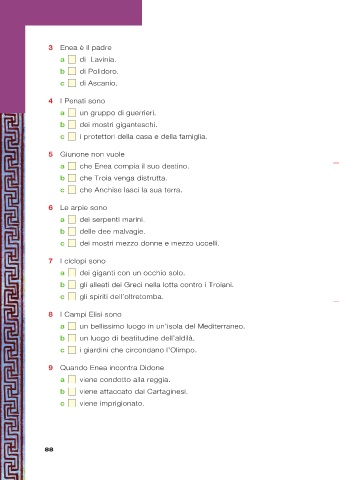 3 Enea è il padre
a di Lavinia.
b di Polidoro.
c di Ascanio.
4 I Penati sono
a un gruppo di guerrieri.
b dei mostri giganteschi.
c i protettori della casa e della famiglia.
5 Giunone non vuole
a che Enea compia il suo destino.
b che Troia venga distrutta.
c che Anchise lasci la sua terra.
6 Le arpie sono
a dei serpenti marini.
b delle dee malvagie.
c dei mostri mezzo donne e mezzo uccelli.
7 I ciclopi sono
a dei giganti con un occhio solo.
b gli alleati dei Greci nella lotta contro i Troiani.
c gli spiriti dell'oltretomba.
8 I Campi Elisi sono
a un bellissimo luogo in un'isola del Mediterraneo.
b un luogo di beatitudine dell'aldilà.
c i giardini che circondano l'Olimpo.
9 Quando Enea incontra Didone
a viene condotto alla reggia.
b viene attaccato dai Cartaginesi.
c viene imprigionato.
88